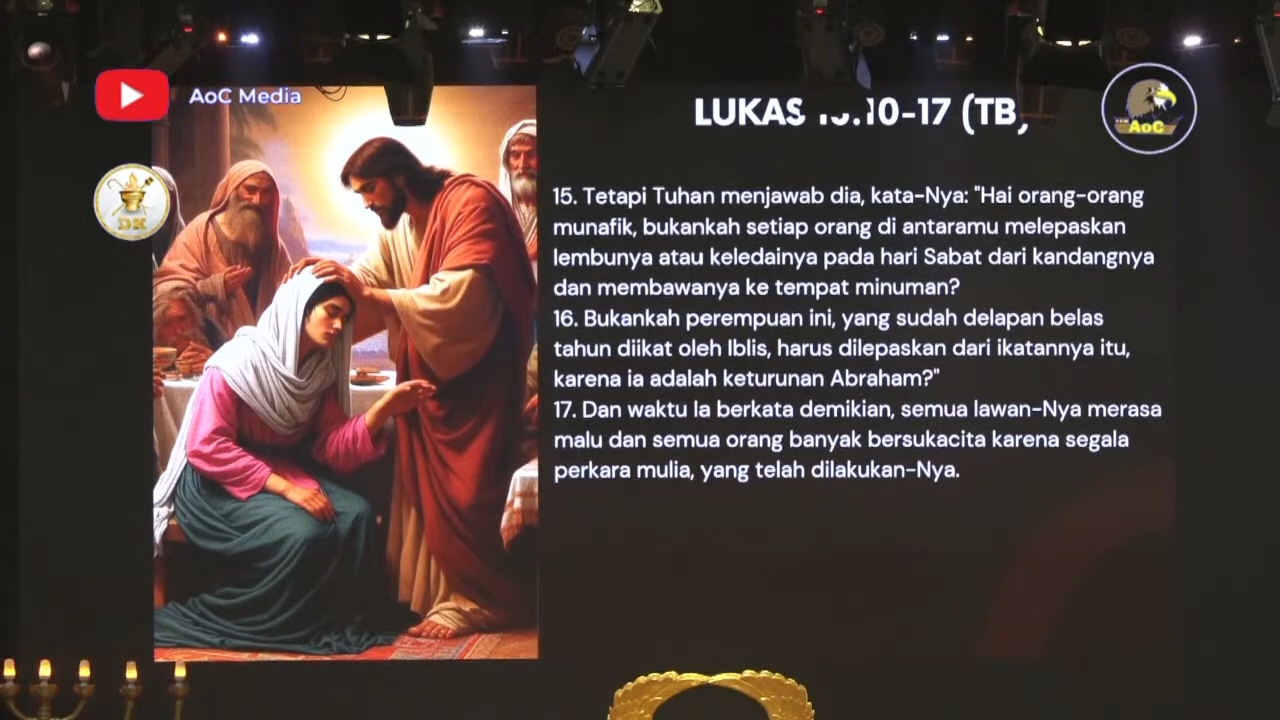 AoC Media
LUKAS 13:10-17 (TB)
AoC
DK
15. Tetapi Tuhan menjawab dia, kata-Nya: "Hai orang-orang
munafik, bukankah setiap orang di antaramu melepaskan
lembunya atau keledainya pada hari Sabat dari kandangnya
dan membawanya ke tempat minuman?
16. Bukankah perempuan ini, yang sudah delapan belas
tahun diikat oleh Iblis, harus dilepaskan dari ikatannya itu,
karena ia adalah keturunan Abraham?"
17. Dan waktu Ia berkata demikian, semua lawan-Nya merasa
malu dan semua orang banyak bersukacita karena segala
perkara mulia, yang telah dilakukan-Nya.